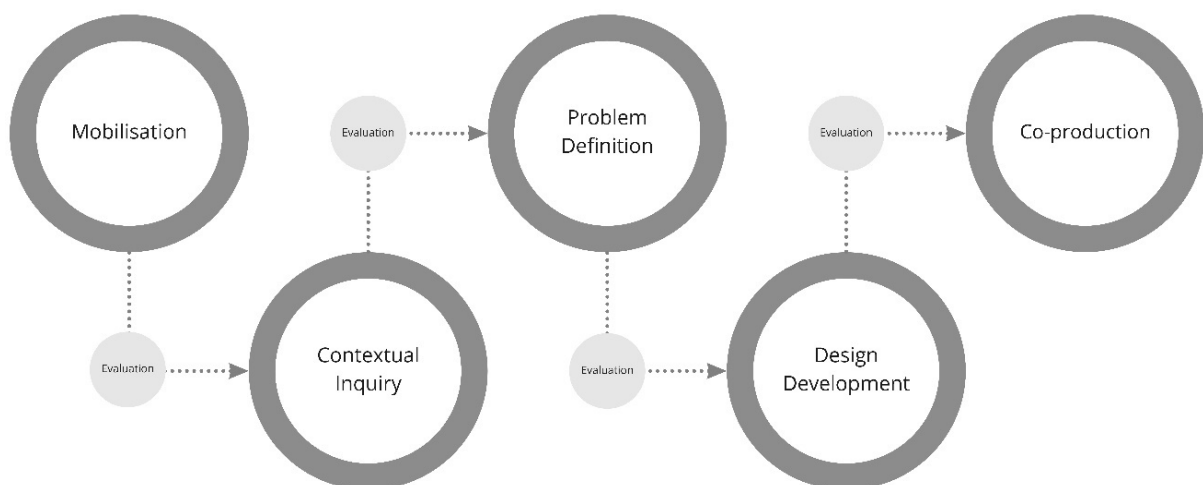 Mobilisation
Evaluation
Contextual
Inquiry
Evaluation
Problem
Definition
Evaluation
Design
Development
Evaluation
Co-production